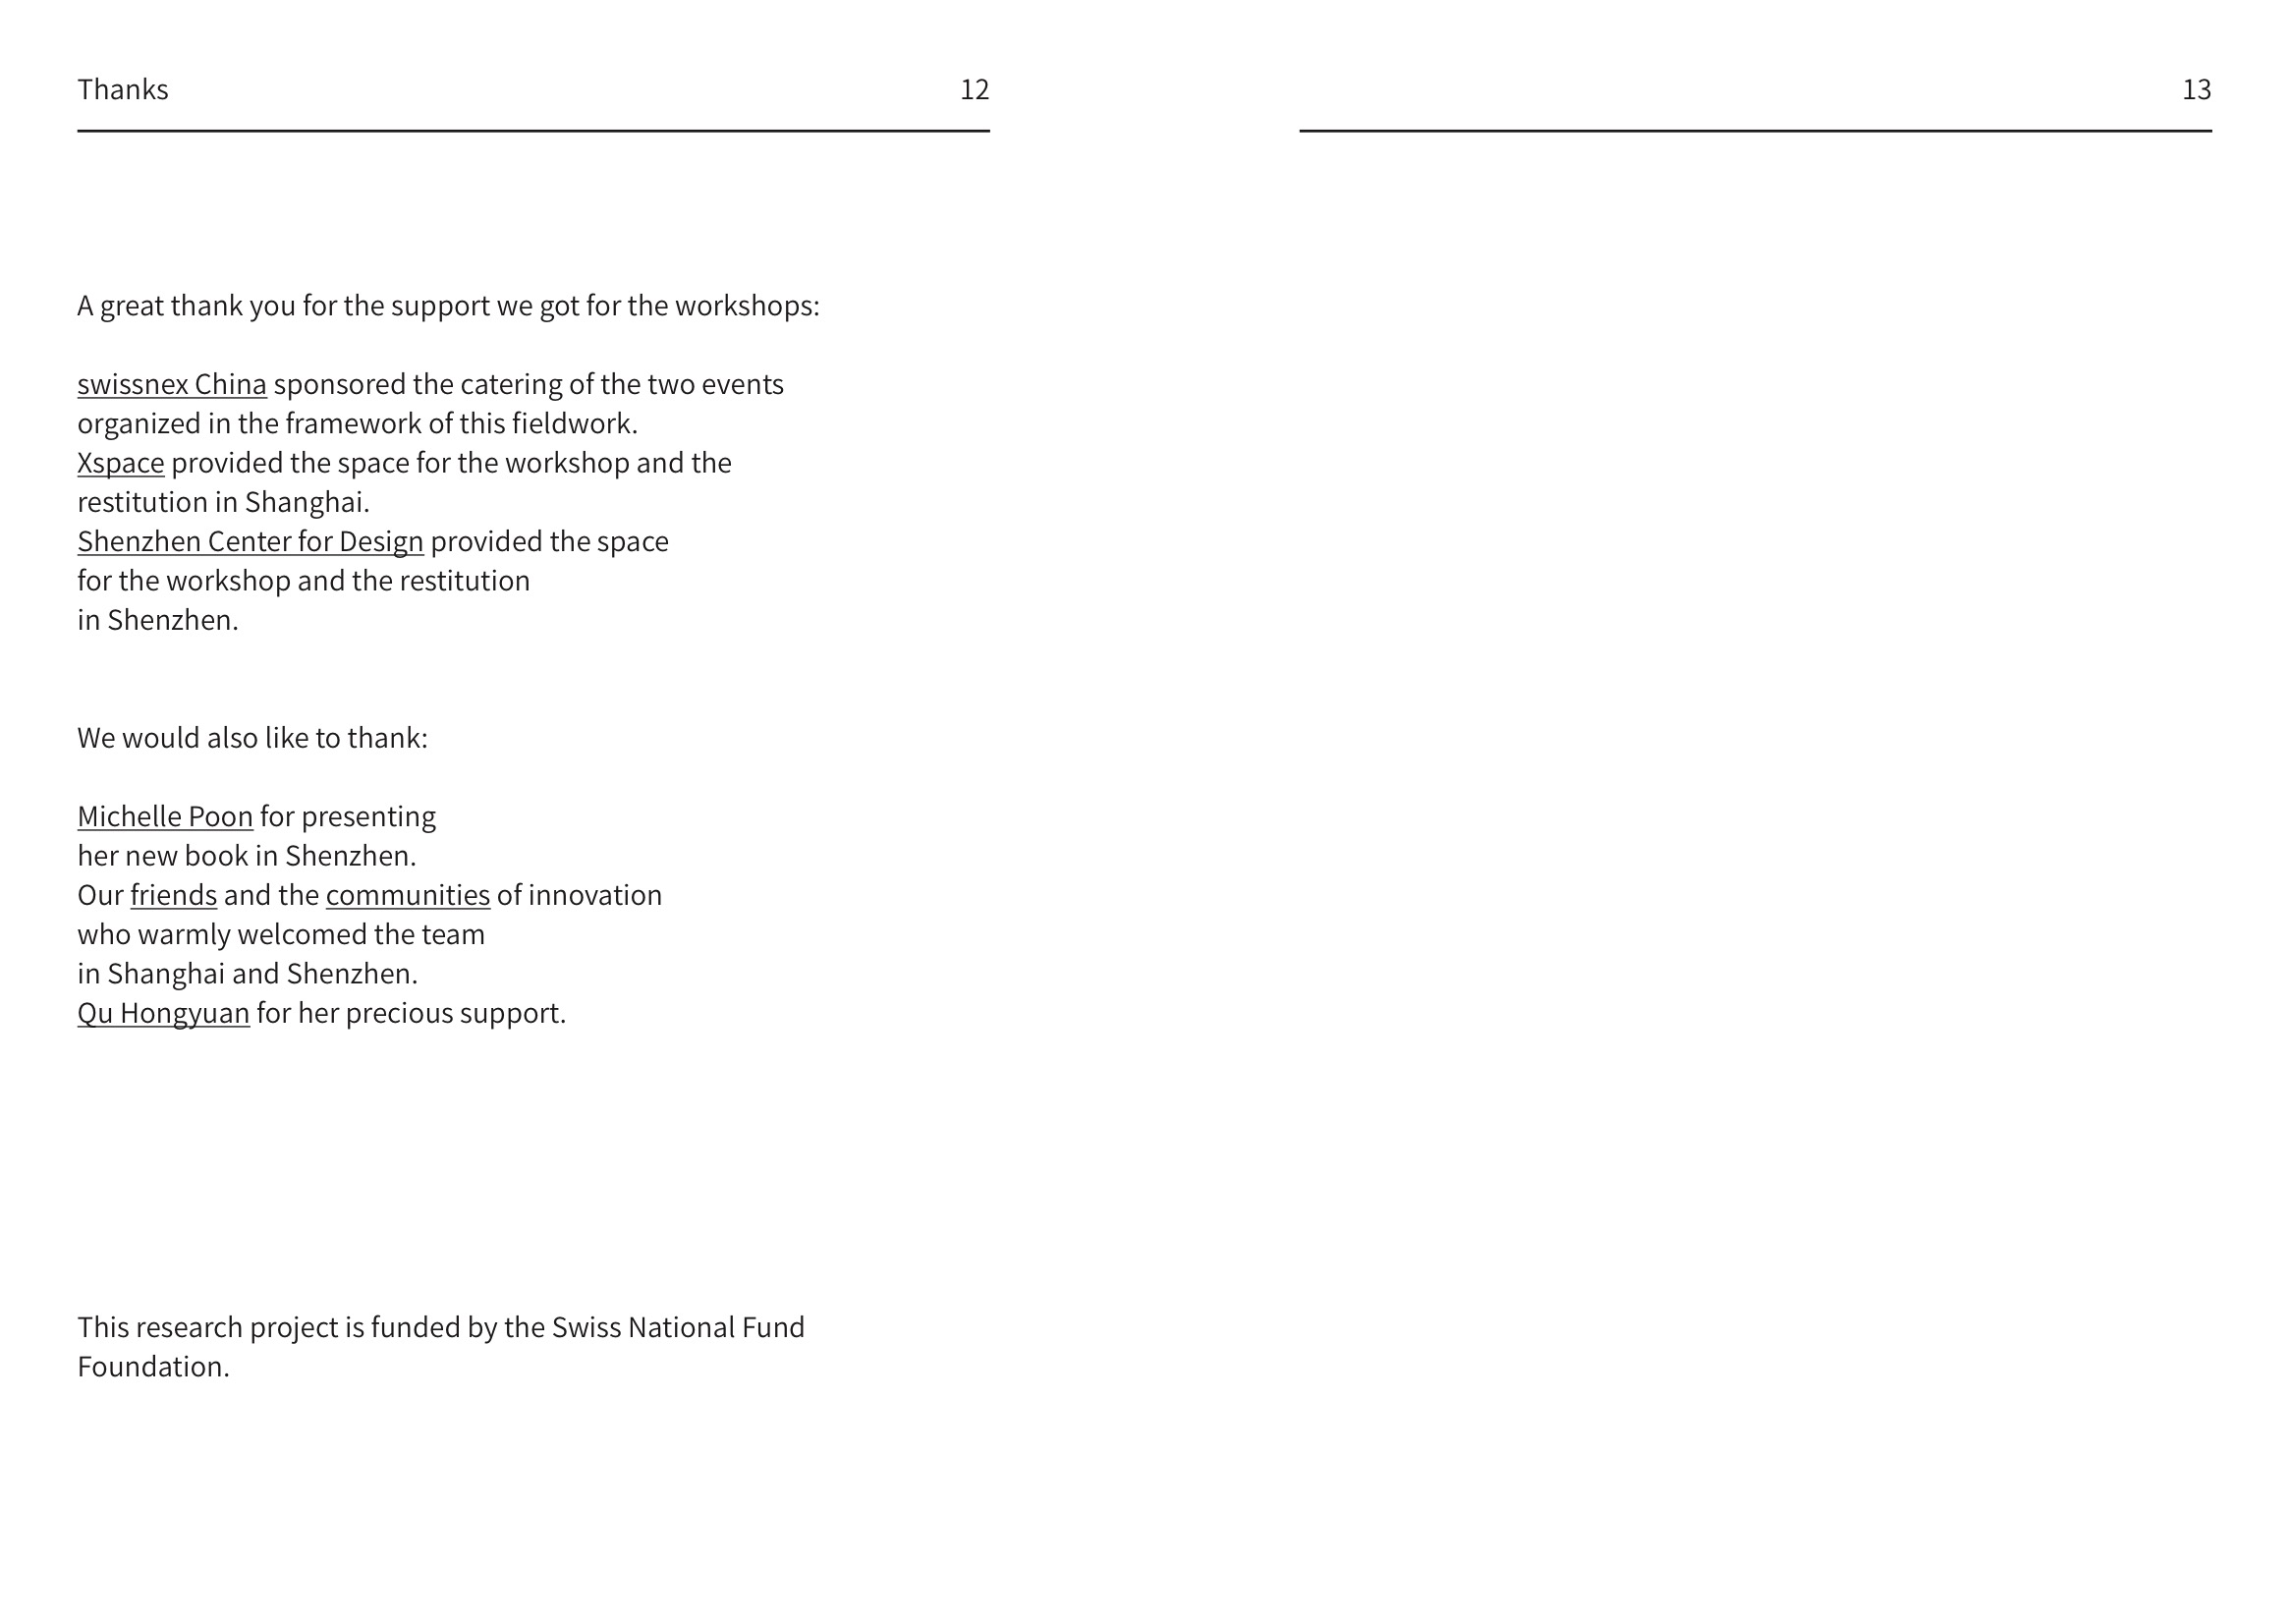 Thanks
12
13
A great thank you for the support we got for the workshops:
swissnex China sponsored the catering of the two events
organized in the framework of this fieldwork.
Xspace provided the space for the workshop and the
restitution in Shanghai.
Shenzhen Center for Design provided the space
for the workshop and the restitution
in Shenzhen.
We would also like to thank:
Michelle Poon for presenting
her new book in Shenzhen.
Our friends and the communities of innovation
who warmly welcomed the team
in Shanghai and Shenzhen.
Qu Hongyuan for her precious support.
This research project is funded by the Swiss National Fund
Foundation.